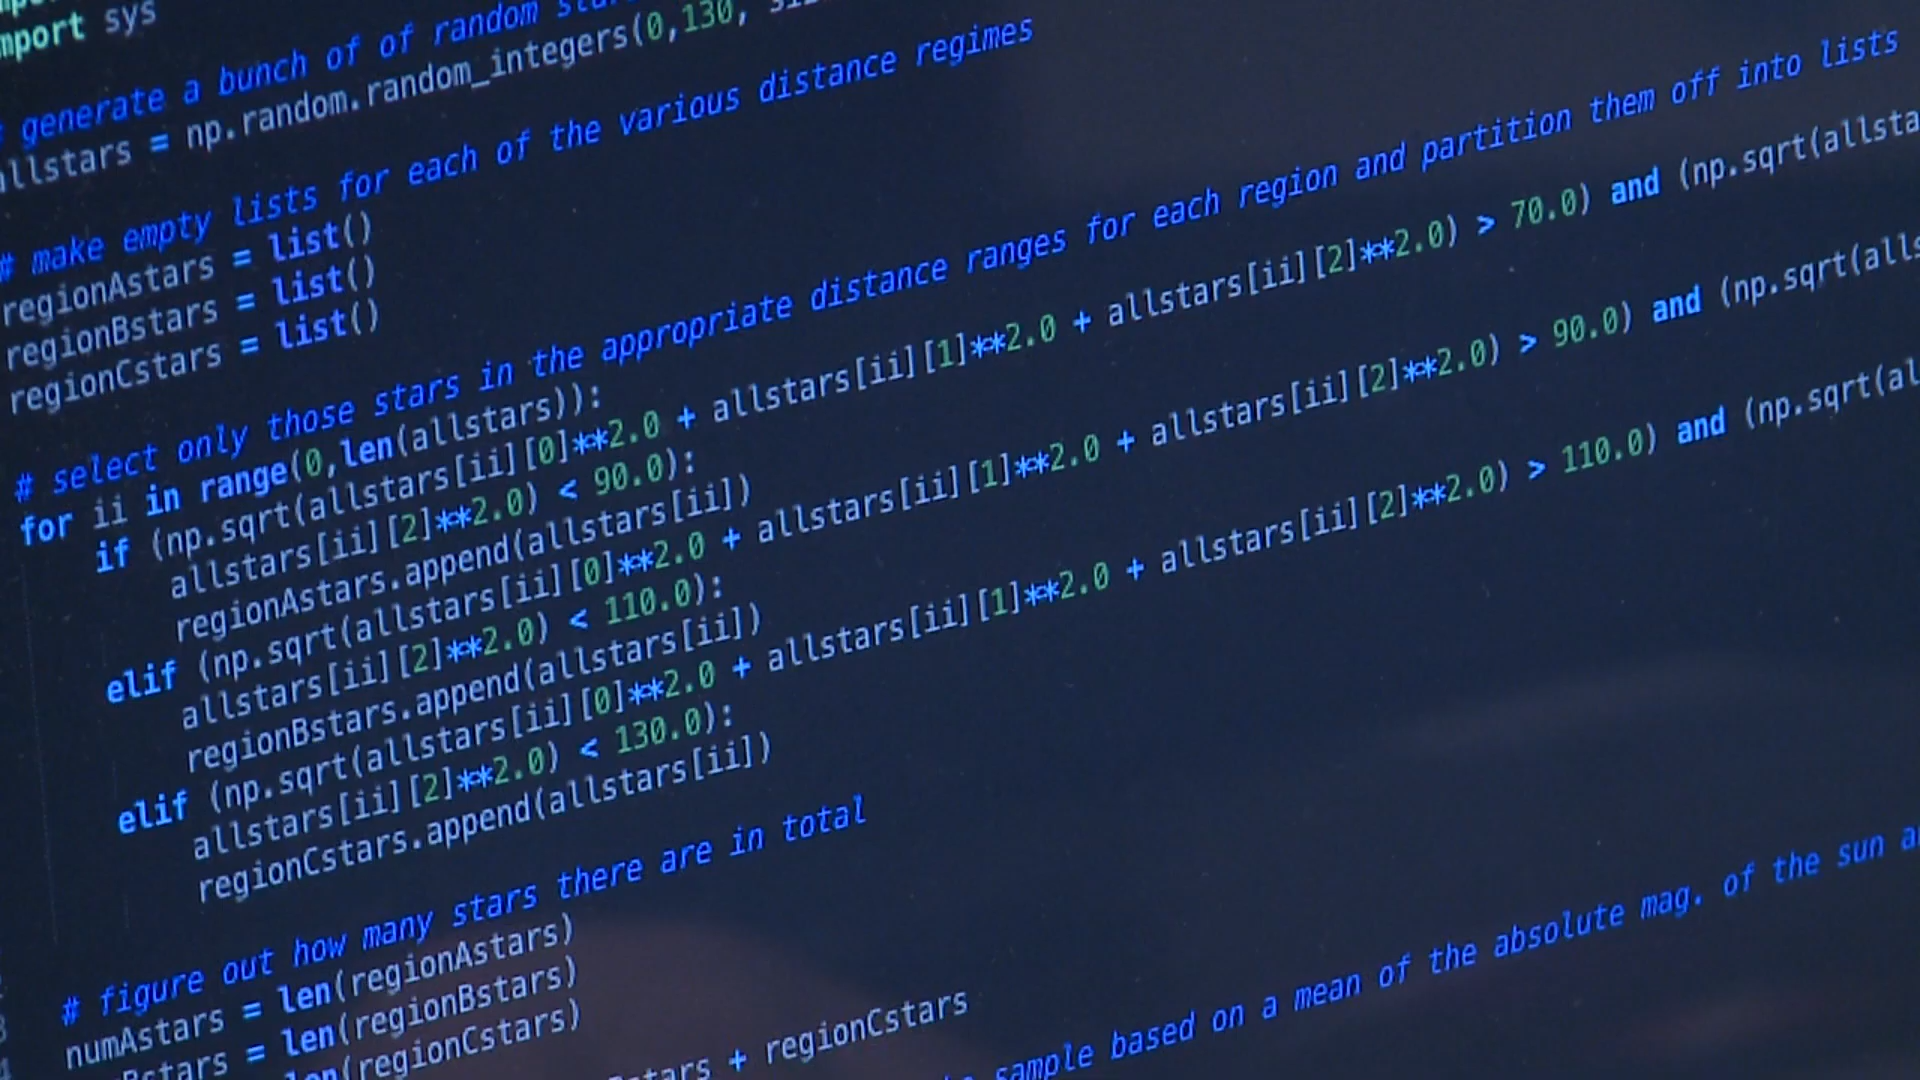 import sys
# generate a bunch of of random
allstars = np.random.random_integers(0,130,
# make empty lists for each of the various distance regimes
regionAstars = list()
regionBstars = list()
regionCstars = list()
# select only those stars in the appropriate distance ranges for each region and partition them off into lists
for ii in range(0,len(allstars)):
if (np.sqrt(allstars[ii][0]**2.0 + allstars[ii][1]**2.0 + allstars[ii][2]**2.0) > 70.0) and (np.sqrt(allsta
allstars[ii][2]**2.0) < 90.0):
regionAstars.append(allstars[ii])
elif (np.sqrt(allstars[ii][0]**2.0 + allstars[ii][1]**2.0 + allstars[ii][2]**2.0) > 90.0) and (np.sqrt(alls
allstars[ii][2]**2.0) < 110.0):
regionBstars.append(allstars[ii])
elif (np.sqrt(allstars[ii][0]**2.0 + allstars[ii][1]**2.0 + allstars[ii][2]**2.0) > 110.0) and (np.sqrt(al
allstars[ii][2]**2.0) < 130.0):
regionCstars.append(allstars[ii])
# figure out how many stars there are in total
numAstars = len(regionAstars)
Bstars = len(regionBstars)
len(regionCstars)
stars + regionCstars
sample based on a mean of the absolute mag. of the sun a